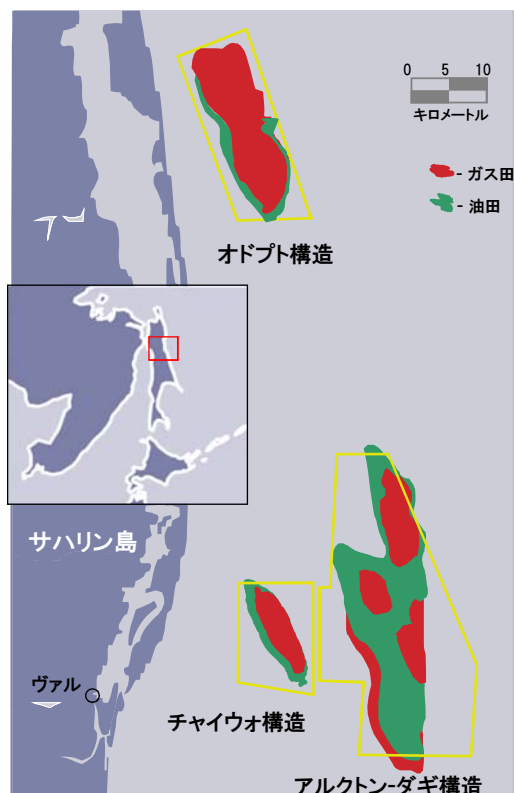 0 5 10
キロメートル
- ガス田
- 油田
オドプト構造
サハリン島
ヴァル
チャイウォ構造
アルクトン-ダギ構造